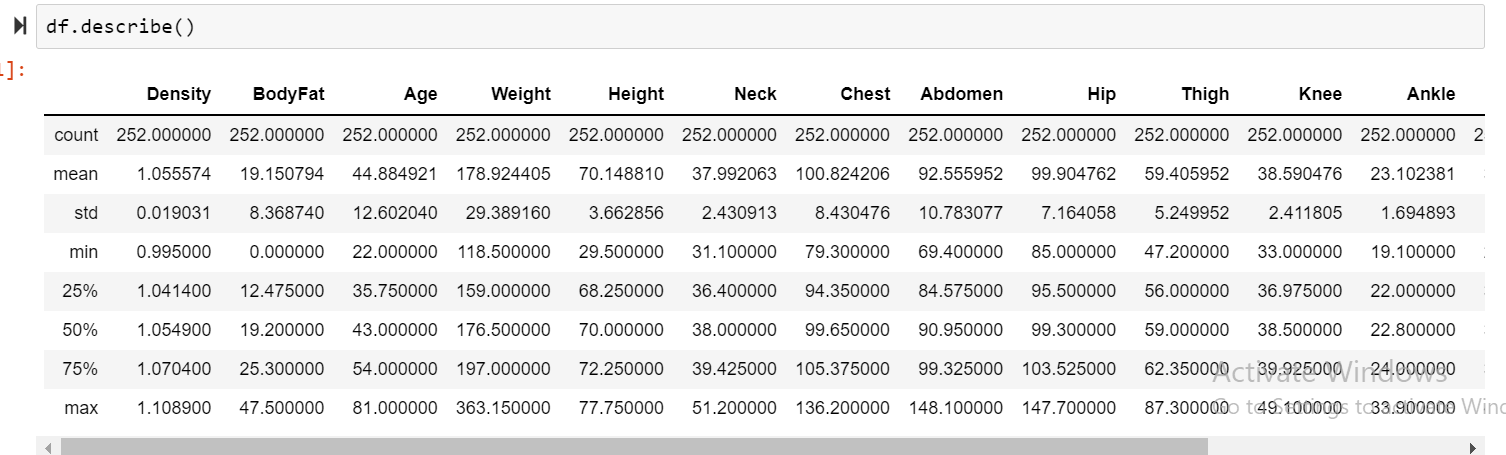 df.describe()
1]:
Density BodyFat Age Weight Height Neck Chest Abdomen Hip Thigh Knee Ankle
count 252.000000 252.000000 252.000000 252.000000 252.000000 252.000000 252.000000 252.000000 252.000000 252.000000 252.000000 252.000000 2
mean 1.055574 19.150794 44.884921 178.924405 70.148810 37.992063 100.824206 92.555952 99.904762 59.405952 38.590476 23.102381
std 0.019031 8.368740 12.602040 29.389160 3.662856 2.430913 8.430476 10.783077 7.164058 5.249952 2.411805 1.694893
min 0.995000 0.000000 22.000000 118.500000 29.500000 31.100000 79.300000 69.400000 85.000000 47.200000 33.000000 19.100000
25% 1.041400 12.475000 35.750000 159.000000 68.250000 36.400000 94.350000 84.575000 95.500000 56.000000 36.975000 22.000000
50% 1.054900 19.200000 43.000000 176.500000 70.000000 38.000000 99.650000 90.950000 99.300000 59.000000 38.500000 22.800000
75% 1.070400 25.300000 54.000000 197.000000 72.250000 39.425000 105.375000 99.325000 103.525000 62.350000 39.925000 24.000000
max 1.108900 47.500000 81.000000 363.150000 77.750000 51.200000 136.200000 148.100000 147.700000 87.300000 49.100000 33.900000
Activate Windows
Go to Settings to activate Winc